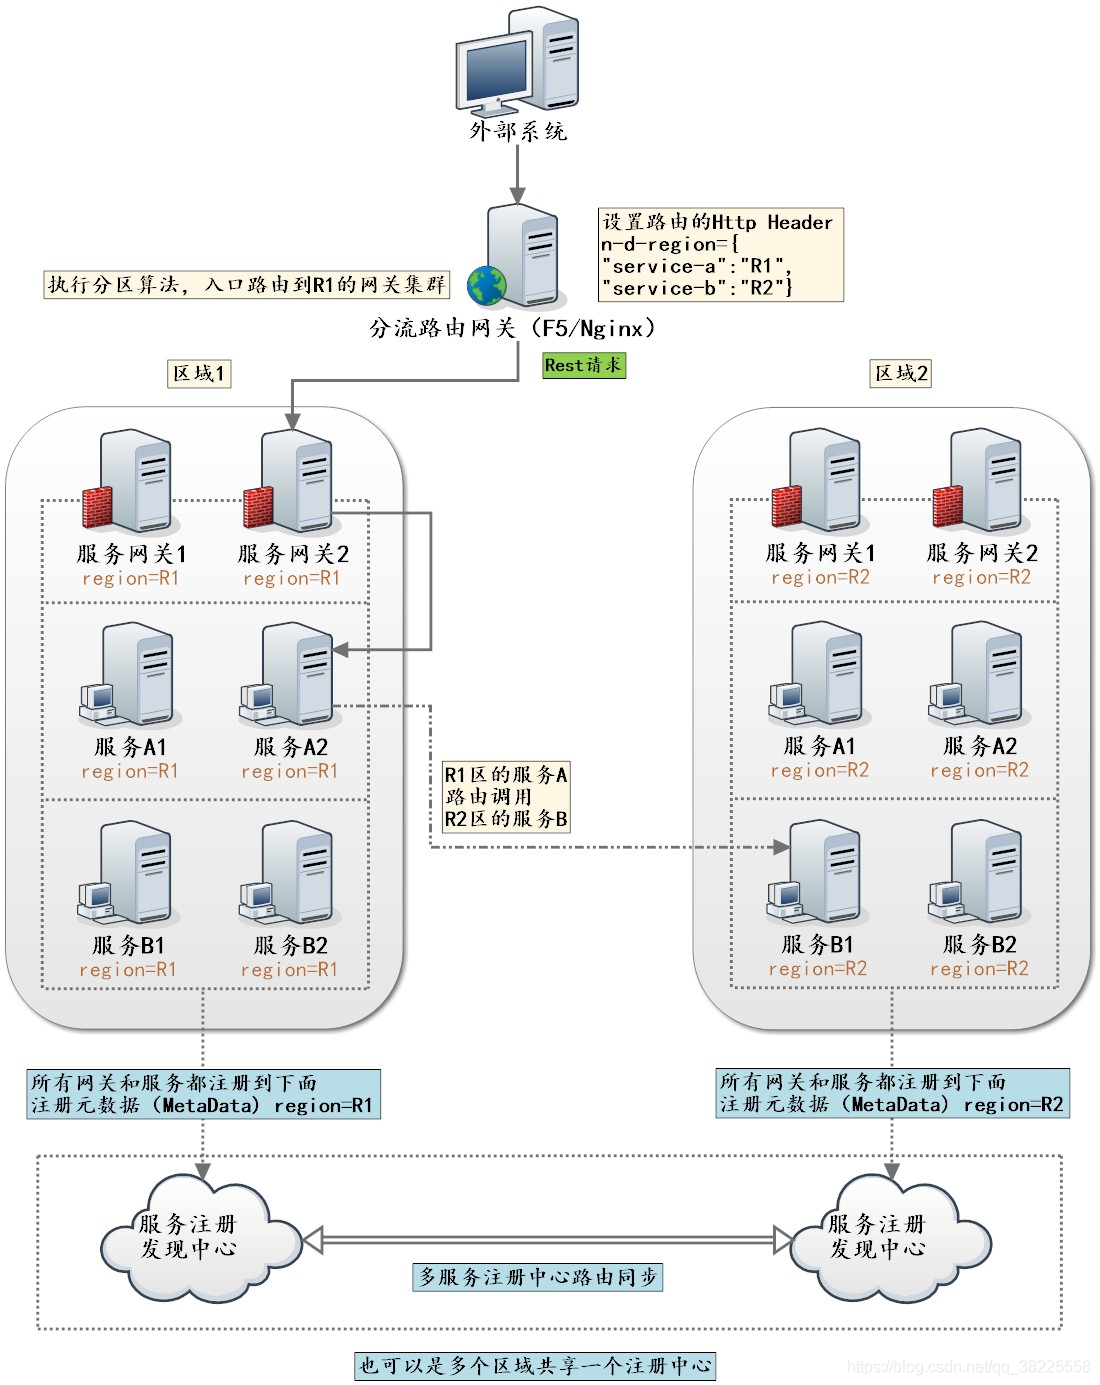 外部系统
设置路由的Http Header
n-d-region={
"service-a":"R1",
"service-b":"R2"}
执行分区算法，入口路由到R1的网关集群
分流路由网关（F5/Nginx）
Rest请求
区域1
区域2
服务网关1
region=R1
服务网关2
region=R1
服务网关1
region=R2
服务网关2
region=R2
服务A1
region=R1
服务A2
region=R1
服务A1
region=R2
服务A2
region=R2
R1区的服务A
路由调用
R2区的服务B
服务B1
region=R1
服务B2
region=R1
服务B1
region=R2
服务B2
region=R2
所有网关和服务都注册到下面
注册元数据（MetaData）region=R1
所有网关和服务都注册到下面
注册元数据（MetaData）region=R2
服务注册
发现中心
服务注册
发现中心
多服务注册中心路由同步
也可以是多个区域共享一个注册中心
https://blog.csdn.net/qq_38225558